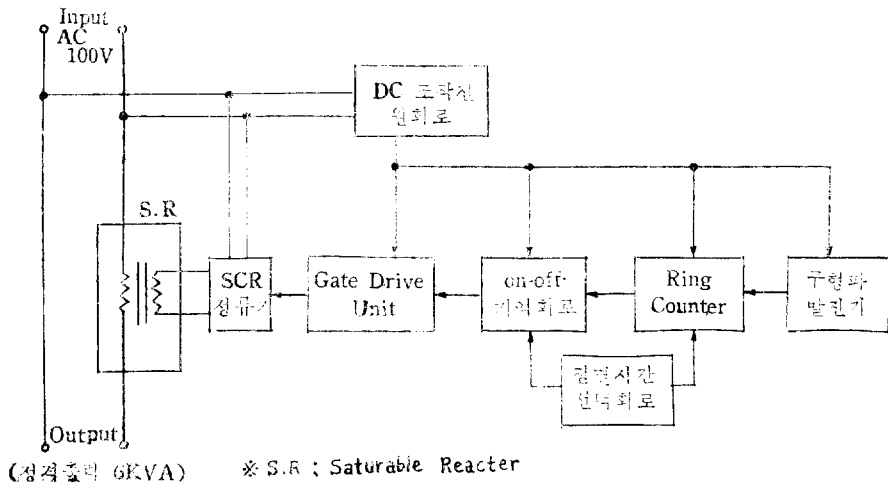 Input
AC
100V
DC 조작전
원회로
S.R
SCR
정류기
Gate Drive
Unit
on-off-
기억회로
Ring
Counter
구형파
발진기
점멸시간
선택회로
Output
(정격출력 6KVA)
※ S.R ; Saturable Reacter